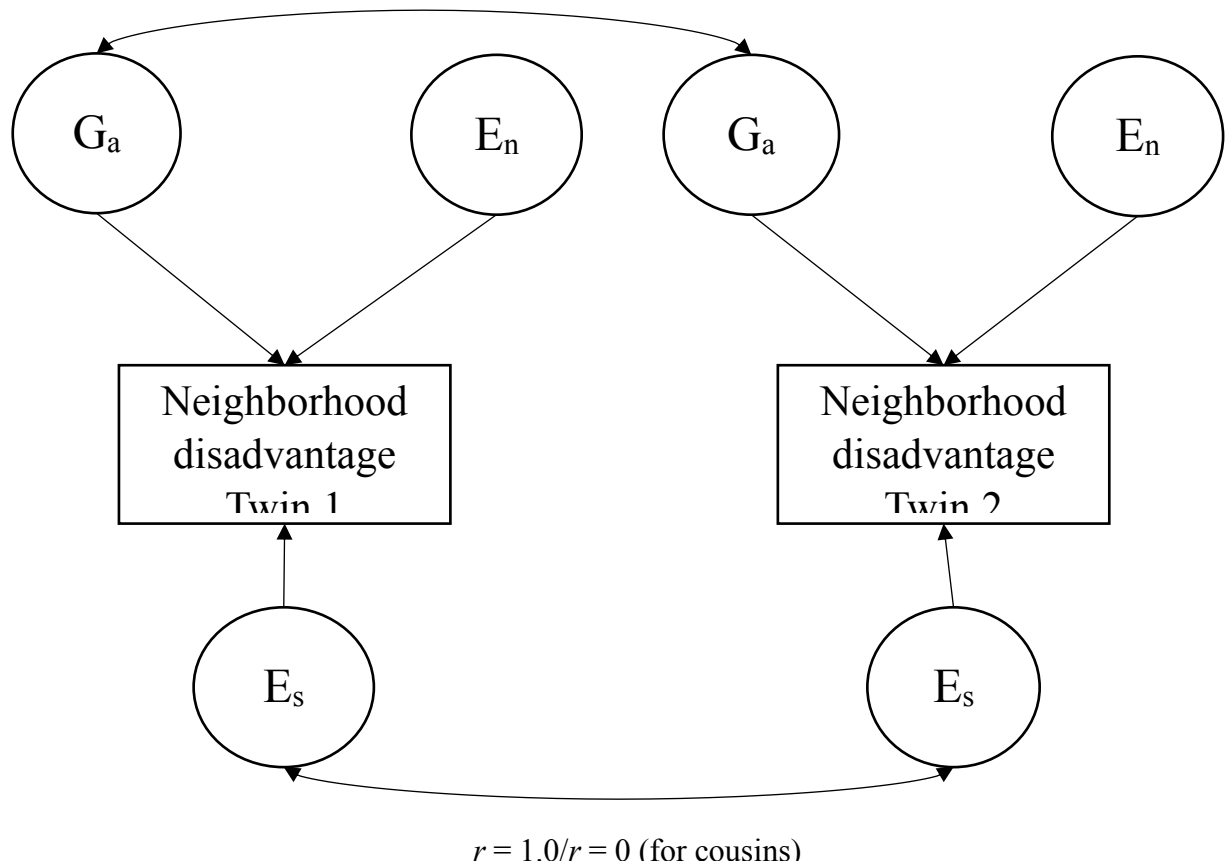 Ga
En
Ga
En
Neighborhood
disadvantage
Twin 1
Neighborhood
disadvantage
Twin 2
Es
Es
r = 1,0/r = 0 (for cousins)